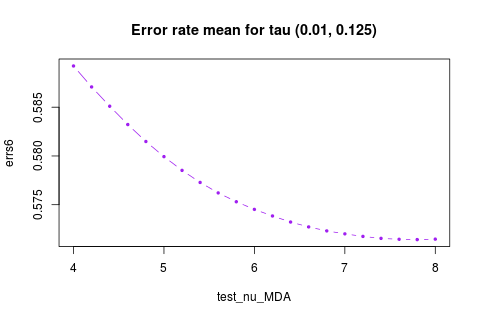 Error rate mean for tau (0.01, 0.125)
errs6
0.585
0.580
0.575
4 5 6 7 8
test_nu_MDA